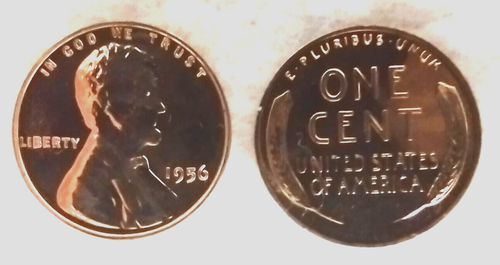 IN GOD WE TRUST
LIBERTY
1956
E·PLURIBUS·UNUM
ONE
CENT
UNITED STATES
OF AMERICA